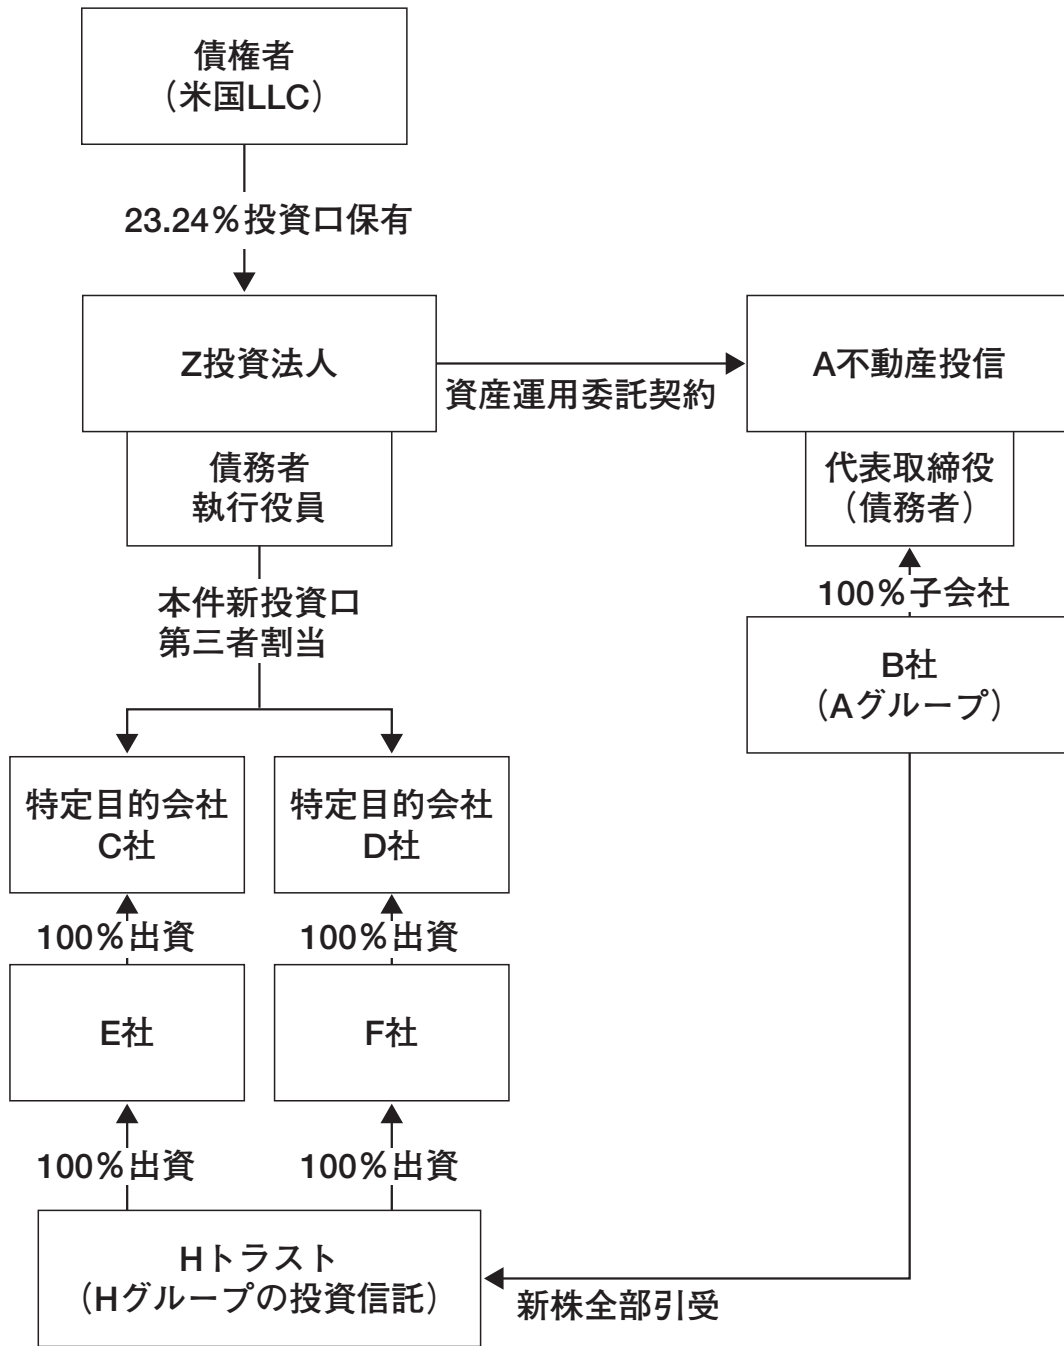 債権者
（米国LLC）
23.24％投資口保有
Z投資法人
A不動産投信
資産運用委託契約
債務者
執行役員
代表取締役
（債務者）
本件新投資口
第三者割当
100％子会社
B社
（Aグループ）
特定目的会社
C社
特定目的会社
D社
100％出資
100％出資
E社
F社
100％出資
100％出資
Hトラスト
（Hグループの投資信託）
新株全部引受